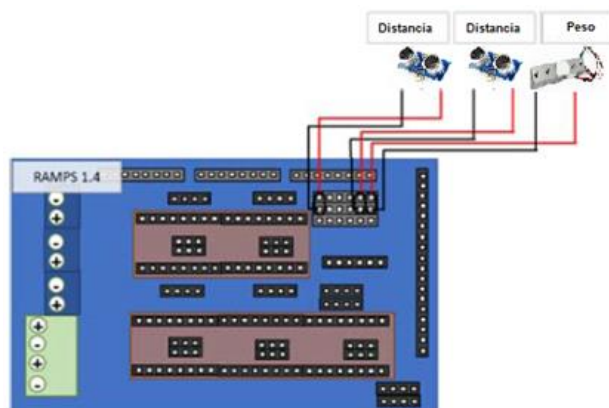 Distancia
Distancia
Peso
RAMPS 1.4
-
+
-
+
-
+
+
-
+
-